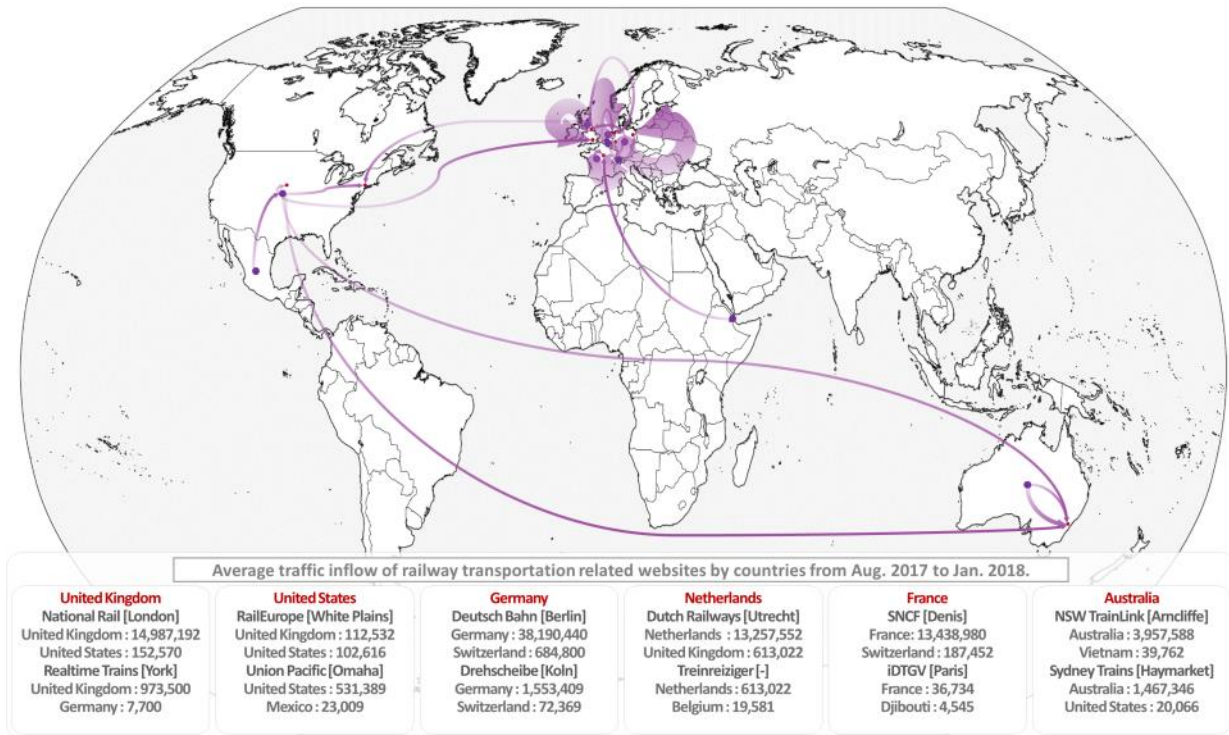 Average traffic inflow of railway transportation related websites by countries from Aug. 2017 to Jan. 2018.
United Kingdom
National Rail [London]
United Kingdom : 14,987,192
United States : 152,570
Realtime Trains [York]
United Kingdom : 973,500
Germany : 7,700
United States
RailEurope [White Plains]
United Kingdom : 112,532
United States : 102,616
Union Pacific [Omaha]
United States : 531,389
Mexico : 23,009
Germany
Deutsch Bahn [Berlin]
Germany : 38,190,440
Switzerland : 684,800
Drehscheibe [Koln]
Germany : 1,553,409
Switzerland : 72,369
Netherlands
Dutch Railways [Utrecht]
Netherlands : 13,257,552
United Kingdom : 613,022
Treinreiziger [-]
Netherlands : 613,022
Belgium : 19,581
France
SNCF [Denis]
France: 13,438,980
Switzerland : 187,452
iDTGV [Paris]
France : 36,734
Djibouti : 4,545
Australia
NSW TrainLink [Arncliffe]
Australia : 3,957,588
Vietnam : 39,762
Sydney Trains [Haymarket]
Australia : 1,467,346
United States : 20,066